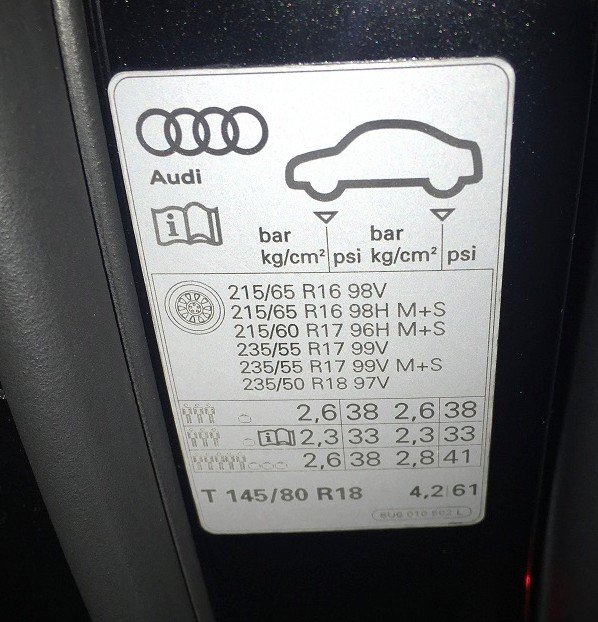 Audi
bar bar
kg/cm² psi kg/cm² psi
215/65 R16 98V
215/65 R16 98H M+S
215/60 R17 96H M+S
235/55 R17 99V
235/55 R17 99V M+S
235/50 R18 97V
2,6 38 2,6 38
i 2,3 33 2,3 33
2,6 38 2,8 41
T 145/80 R18 4,2 61
8U0 010 502 L